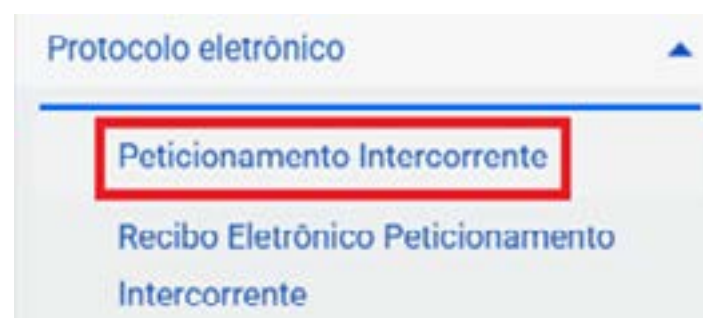 Protocolo eletrônico
Peticionamento Intercorrente
Recibo Eletrônico Peticionamento
Intercorrente